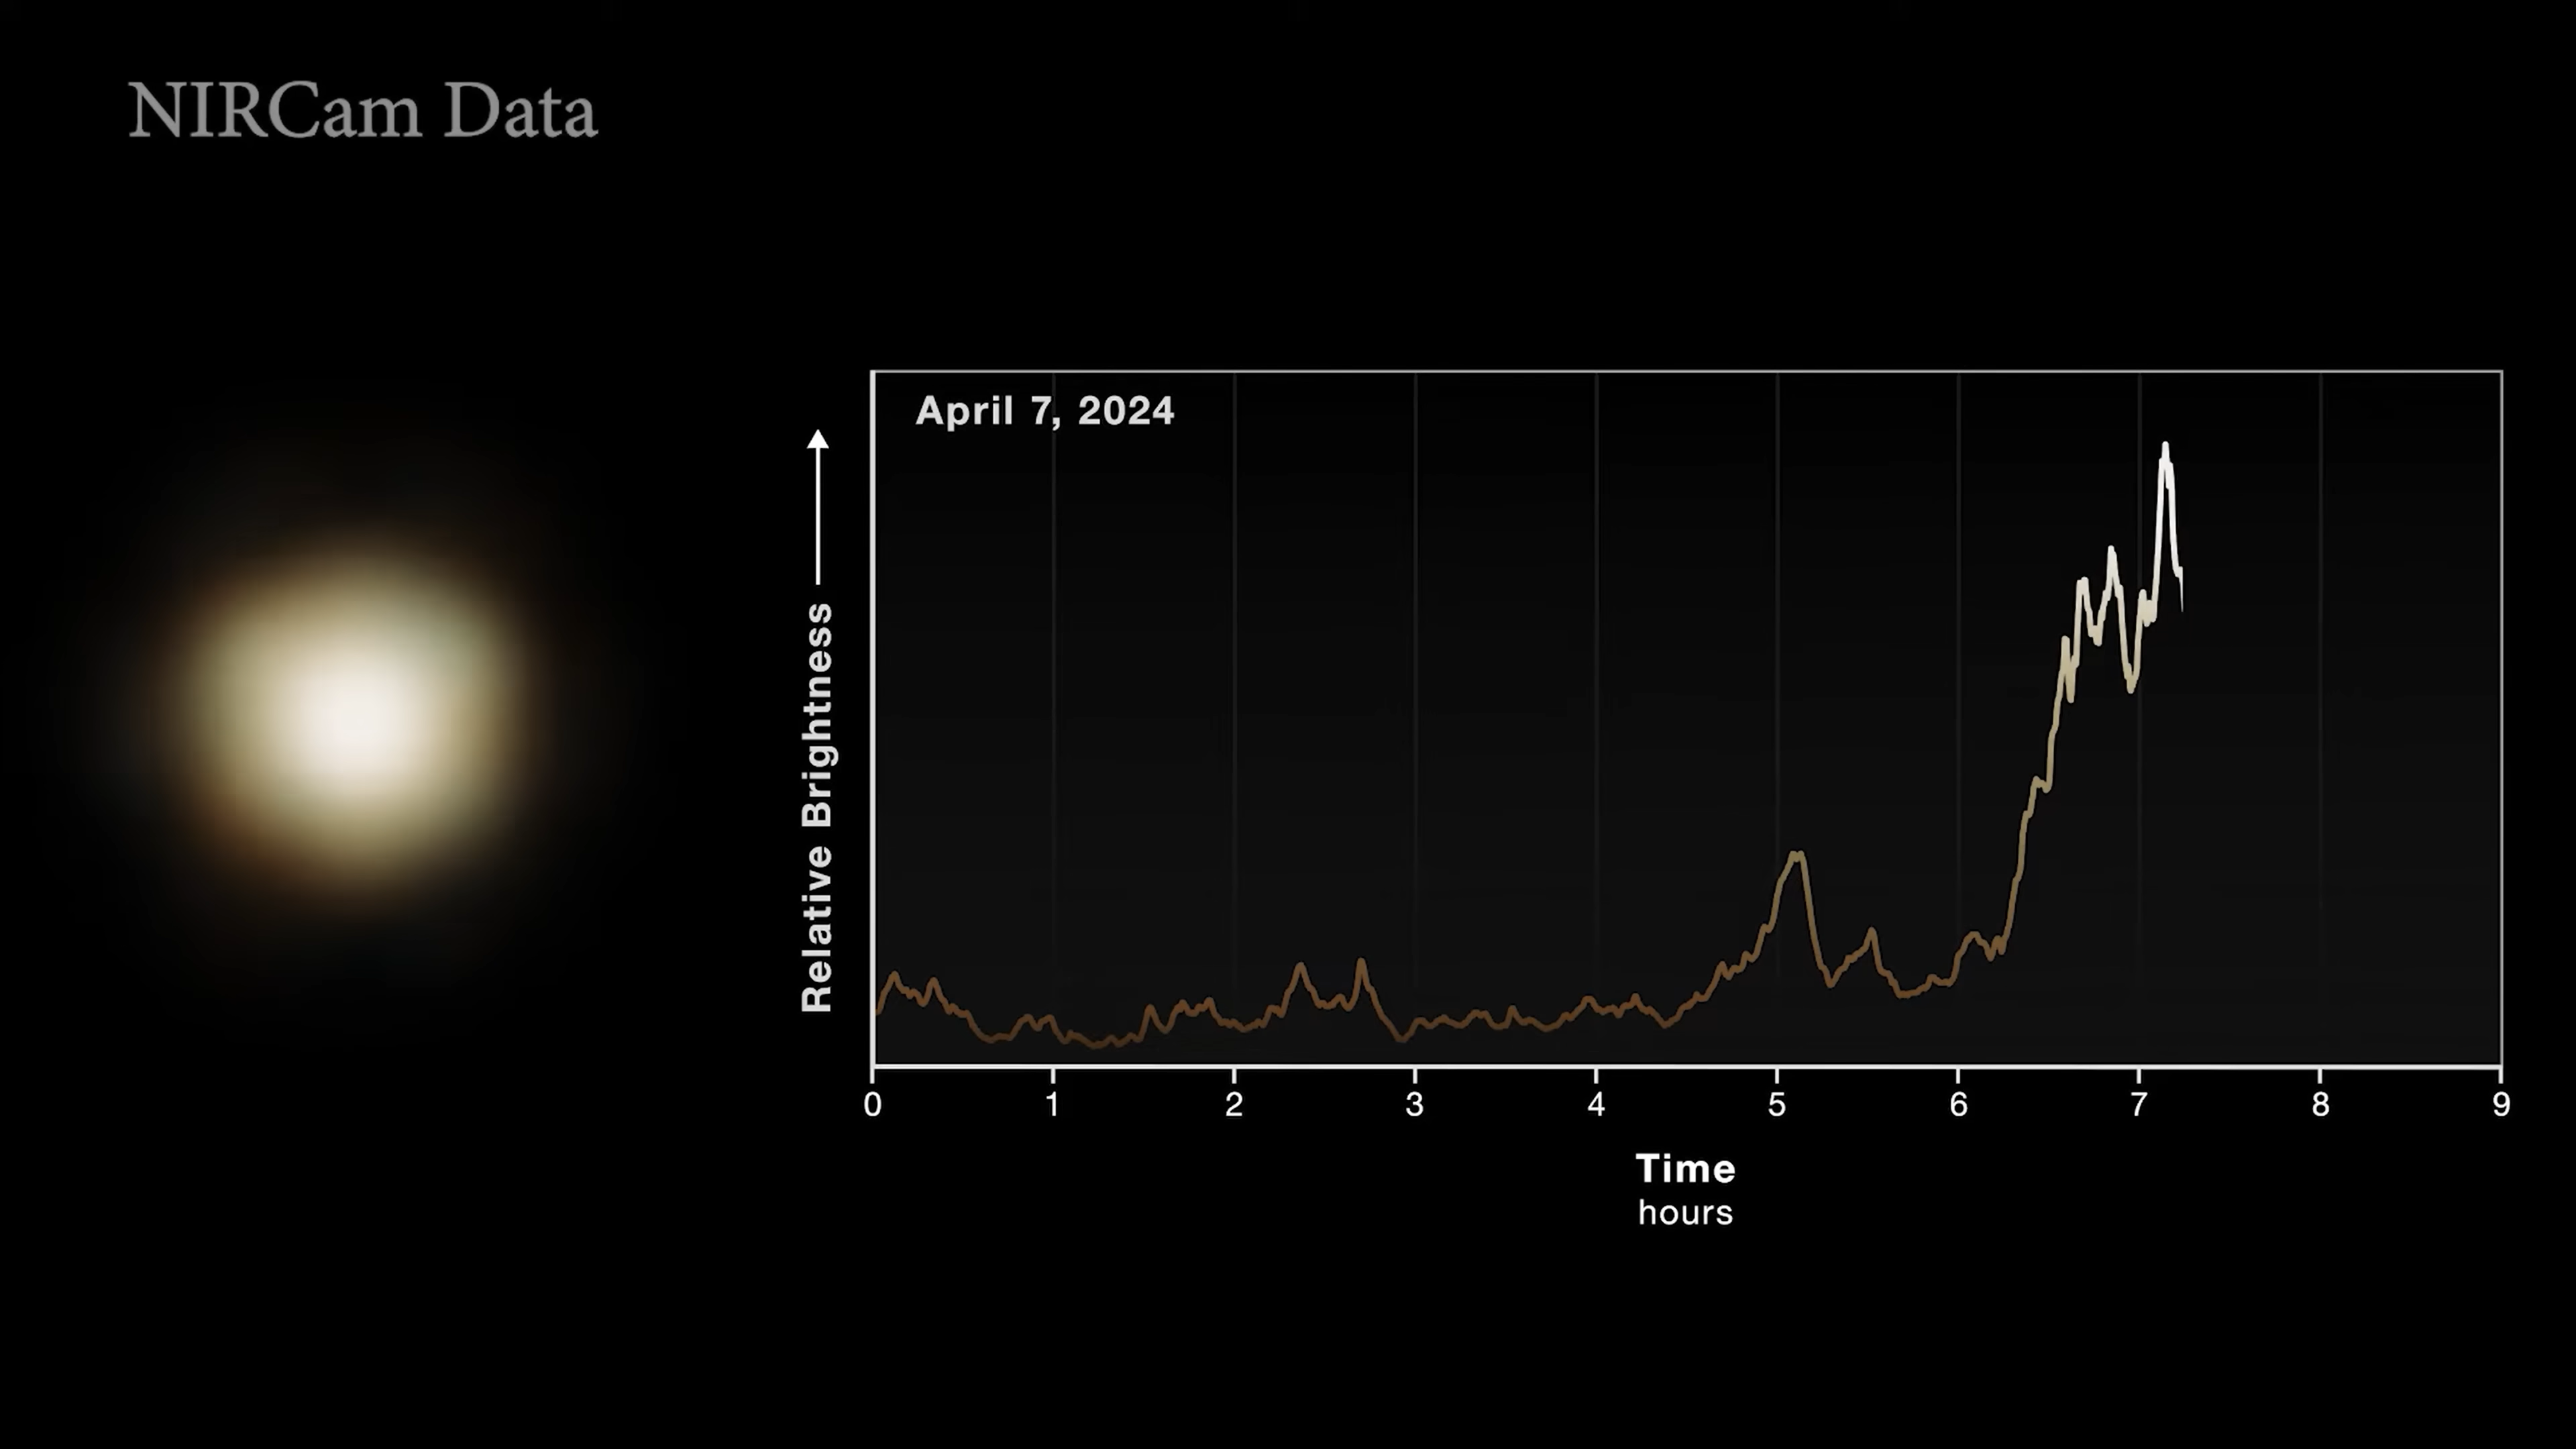 NIRCam Data
April 7, 2024
Relative Brightness
0 1 2 3 4 5 6 7 8 9
Time
hours